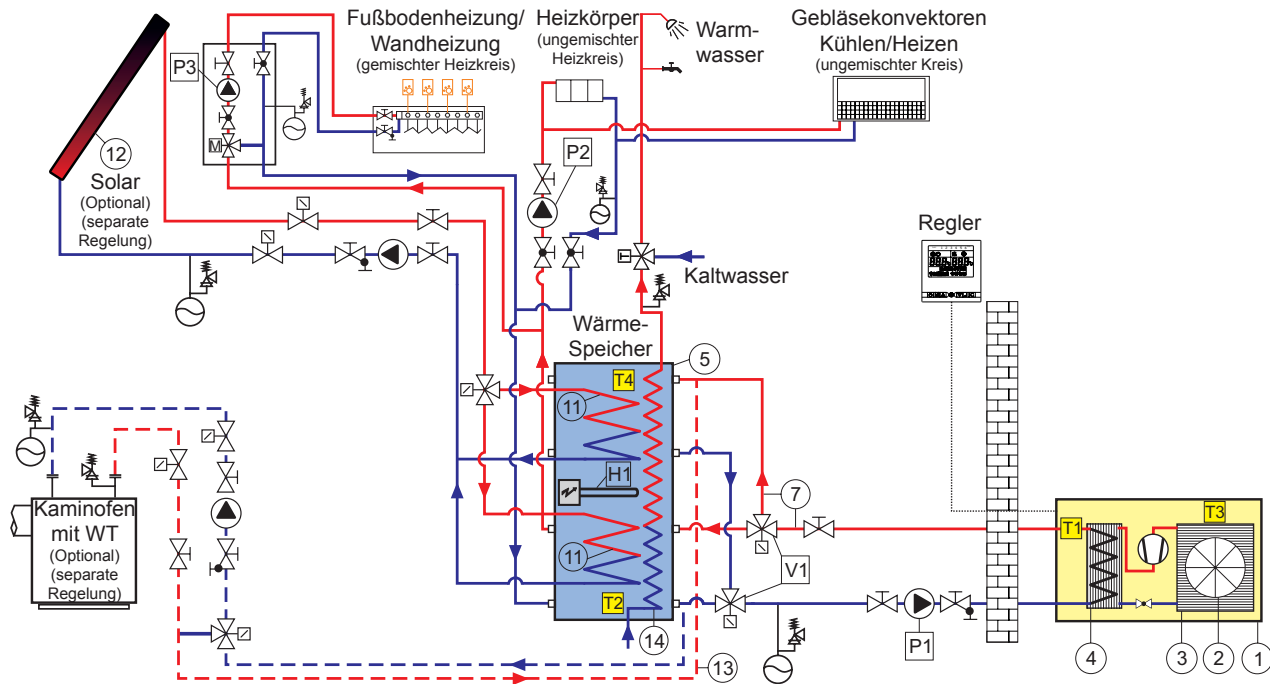 Fußbodenheizung/
Wandheizung
(gemischter Heizkreis)
Heizkörper
(ungemischter
Heizkreis)
Warm-
wasser
Gebläsekonvektoren
Kühlen/Heizen
(ungemischter Kreis)
P3
M
P2
12
Solar
(Optional)
(separate
Regelung)
T
Kaltwasser
Regler
Wärme-
Speicher
5
T4
11
H1
7
11
V1
T2
14
T1
T3
Kaminofen
mit WT
(Optional)
(separate
Regelung)
P1
13
4
3
2
1